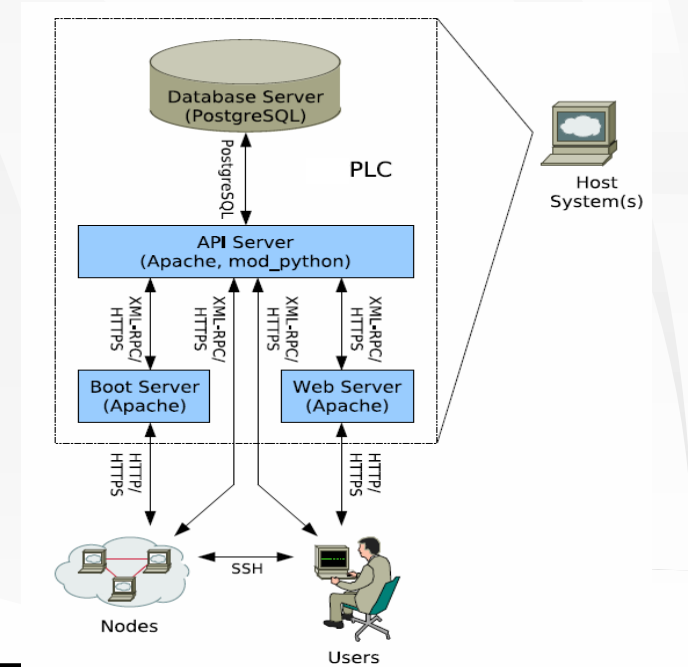 Database Server
(PostgreSQL)
PostgreSQL
PLC
Host
System(s)
API Server
(Apache, mod_python)
XML-RPC/
HTTPS
XML-RPC/
HTTPS
XML-RPC/
HTTPS
XML-RPC/
HTTPS
Boot Server
(Apache)
Web Server
(Apache)
HTTP/
HTTPS
HTTP/
HTTPS
SSH
Nodes
Users